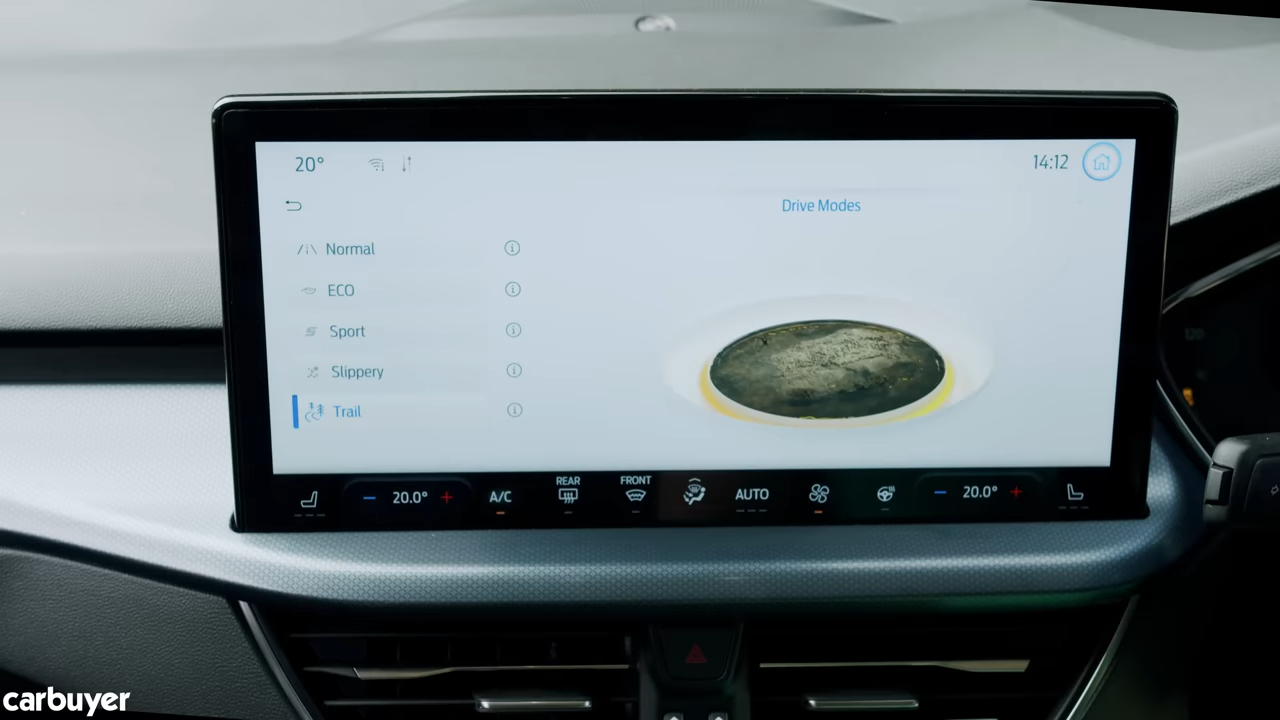 20° 14:12
Drive Modes
Normal
ECO
Sport
Slippery
Trail
REAR FRONT
20.0° A/C AUTO 20.0°
carbuyer